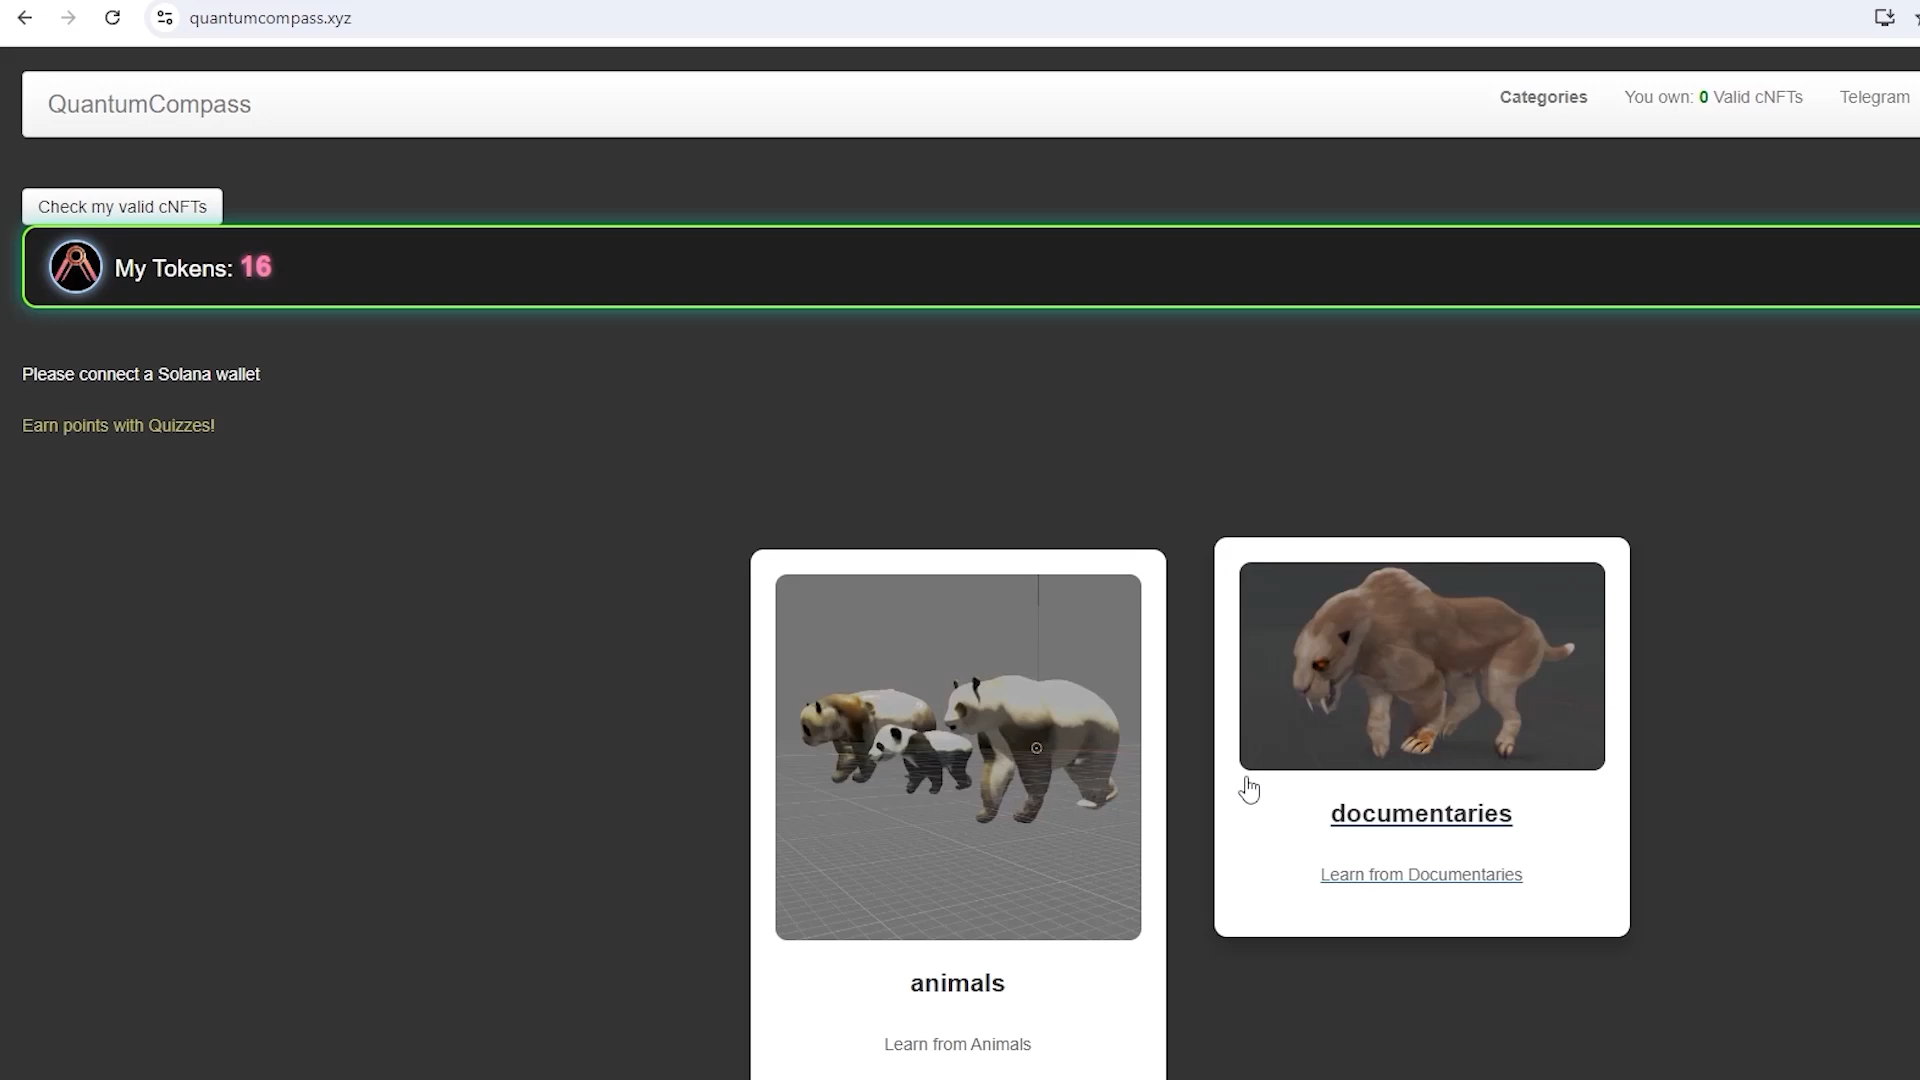 quantumcompass.xyz
QuantumCompass
Categories
You own: 0 Valid cNFTs
Telegram
Check my valid cNFTs
My Tokens: 16
Please connect a Solana wallet
Earn points with Quizzes!
documentaries
Learn from Documentaries
animals
Learn from Animals